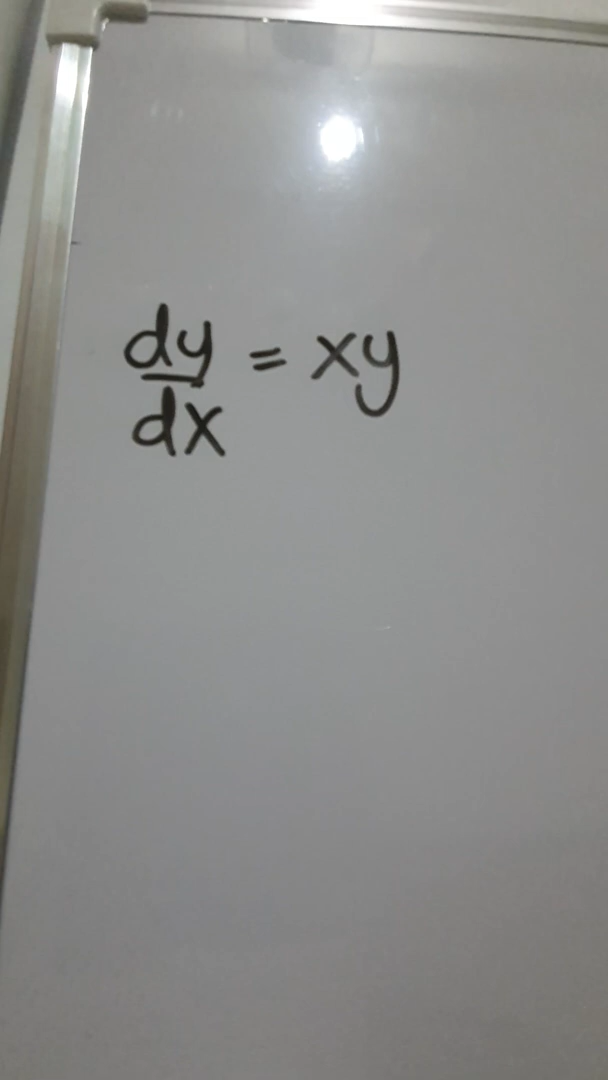 dy/dx = xy